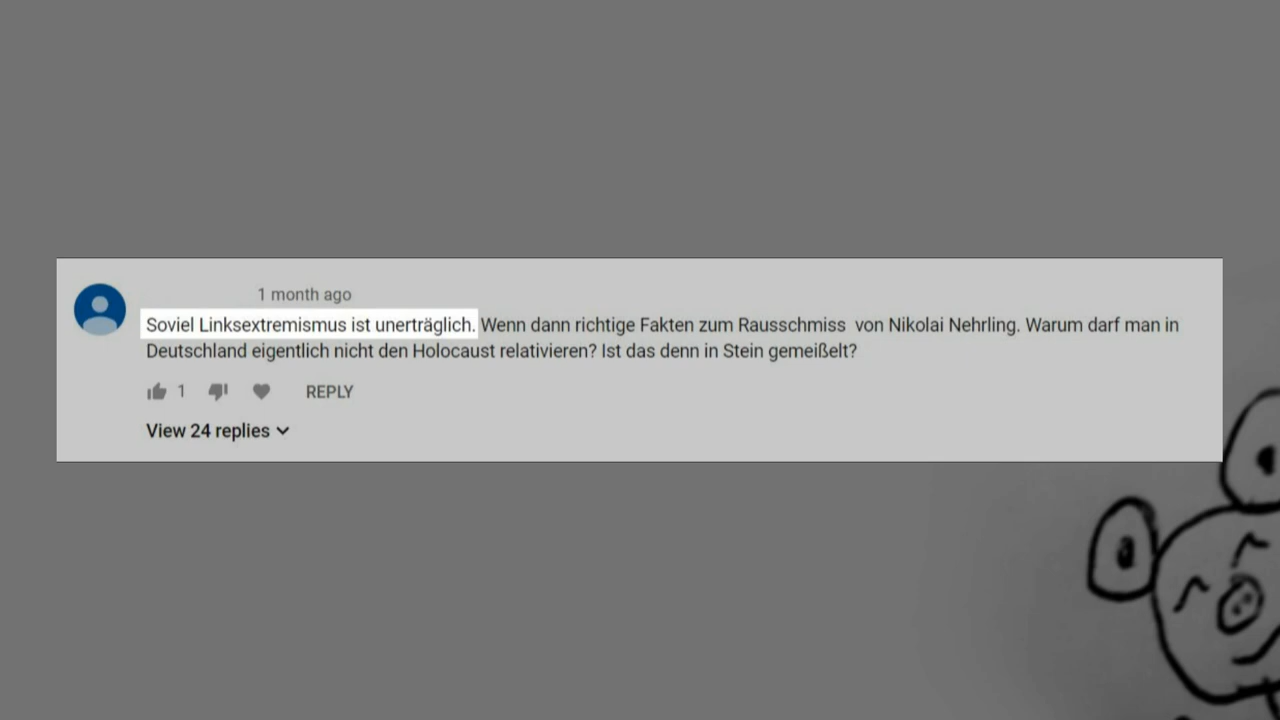 1 month ago
Soviel Linksextremismus ist unerträglich. Wenn dann richtige Fakten zum Rausschmiss von Nikolai Nehrling. Warum darf man in
Deutschland eigentlich nicht den Holocaust relativieren? Ist das denn in Stein gemeißelt?
1 REPLY
View 24 replies